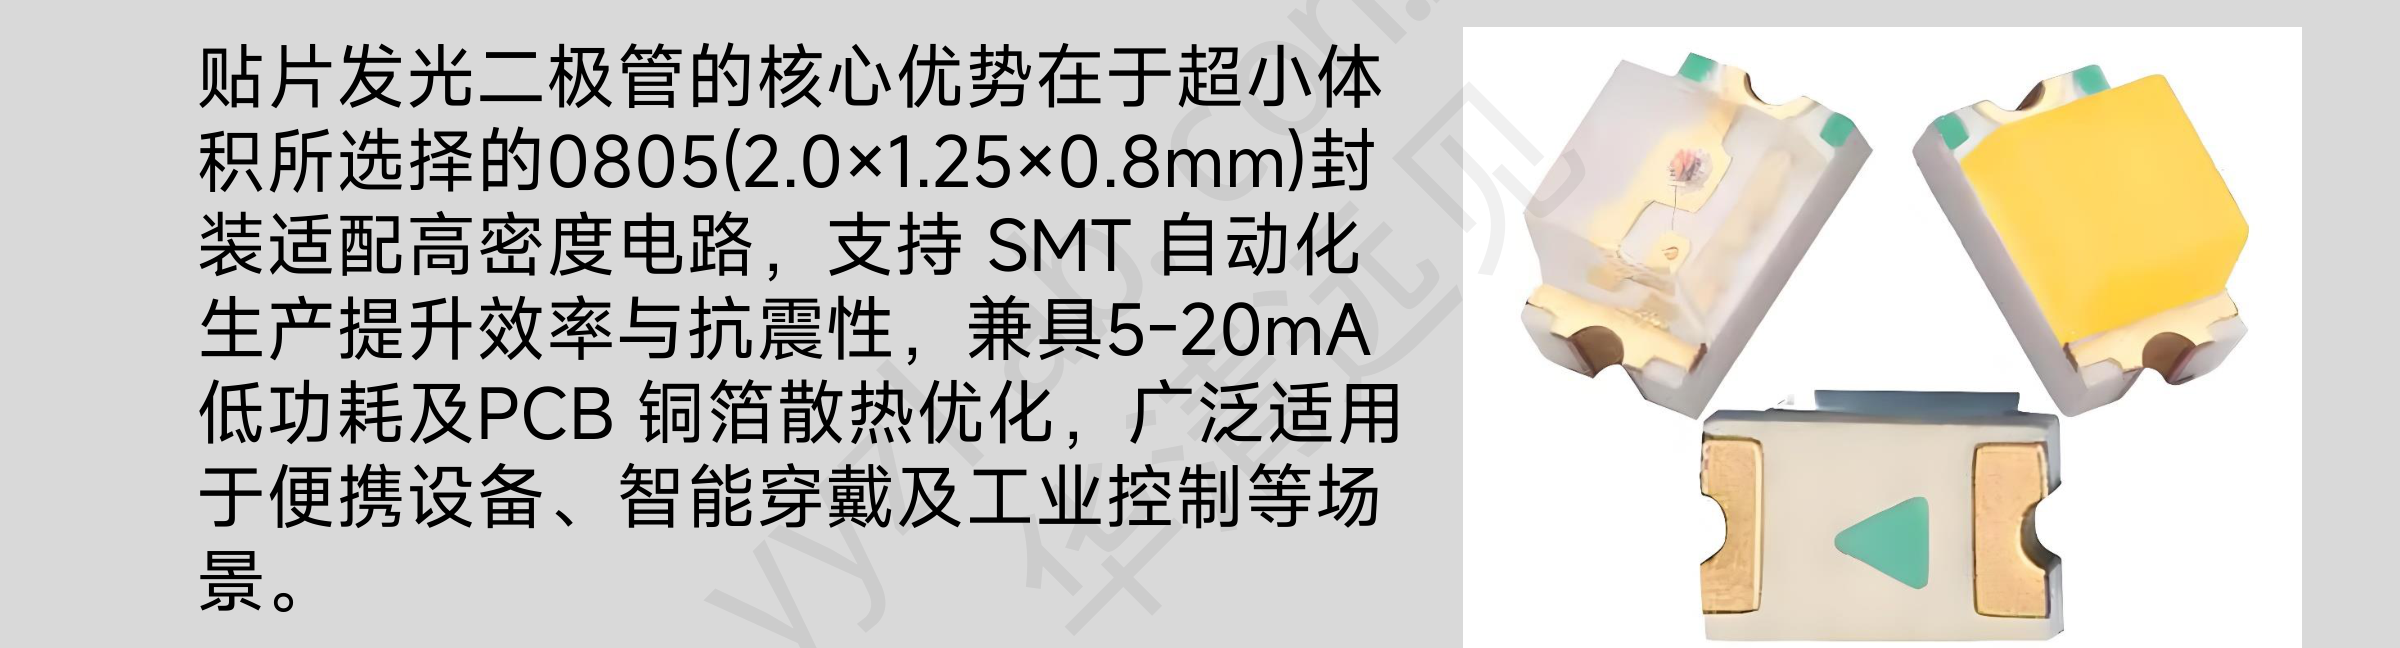 贴片发光二极管的核心优势在于超小体
积所选择的0805(2.0×1.25×0.8mm)封
装适配高密度电路，支持 SMT 自动化
生产提升效率与抗震性，兼具5-20mA
低功耗及PCB 铜箔散热优化，广泛适用
于便携设备、智能穿戴及工业控制等场
景。
华清远见